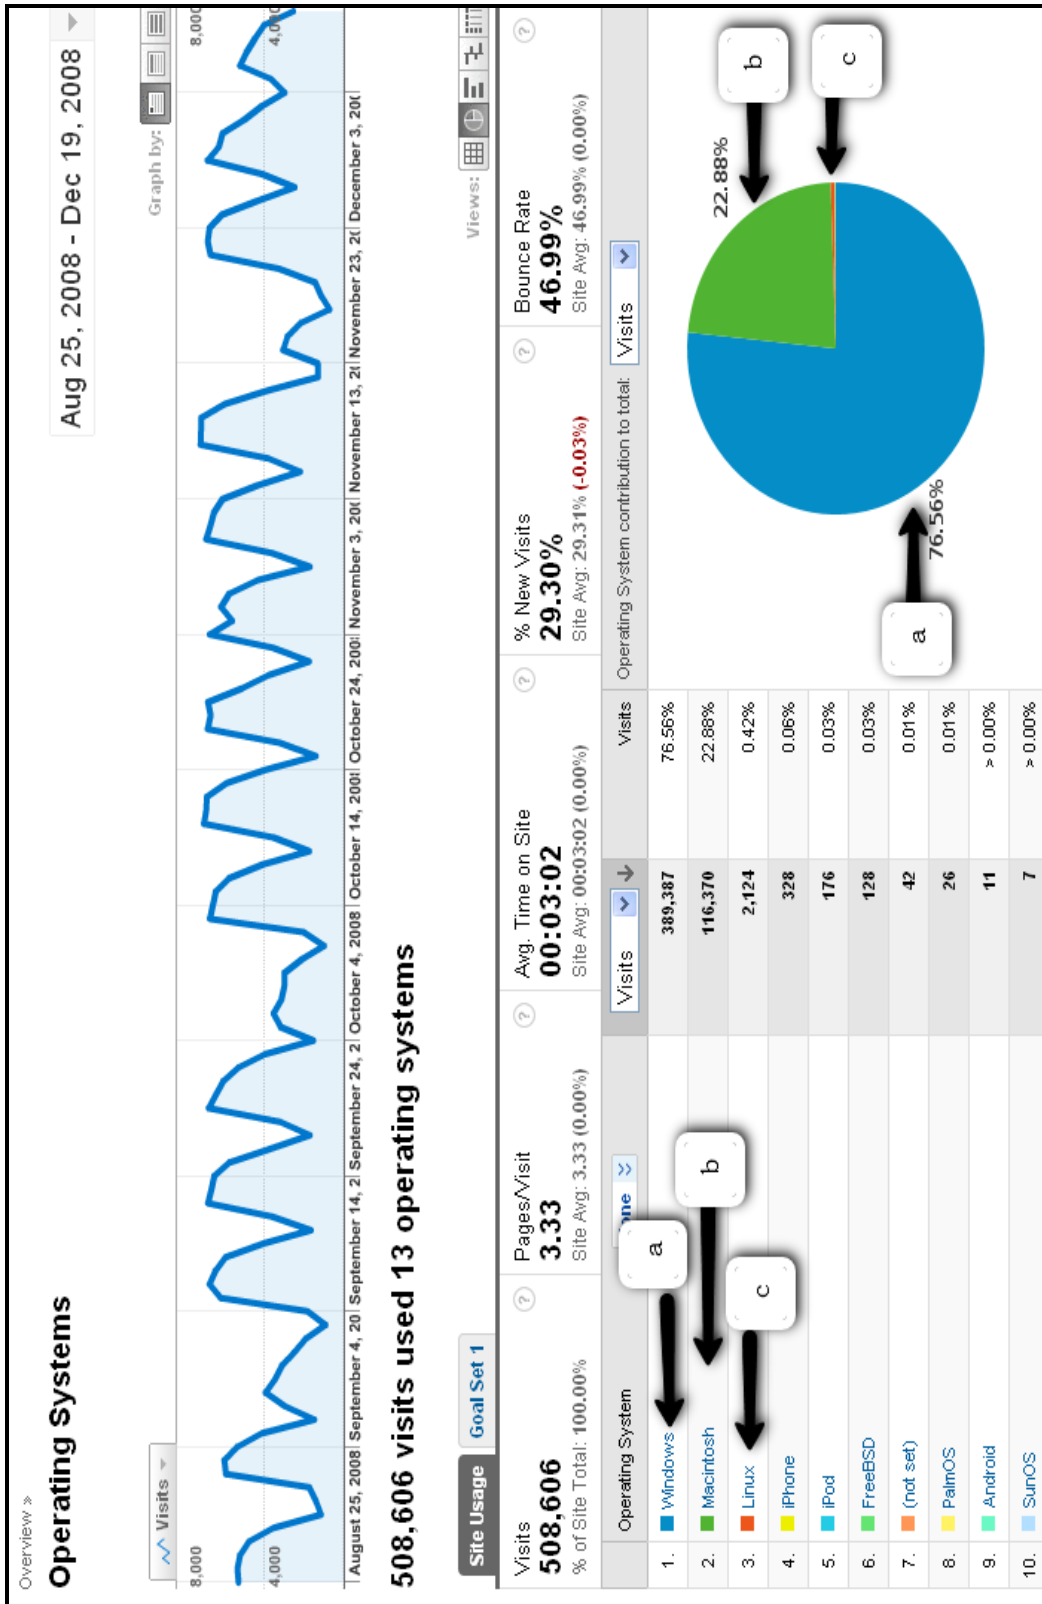 Overview »
Operating Systems
Aug 25, 2008 - Dec 19, 2008
Visits
Graph by:
8,000
8,000
4,000
4,000
August 25, 2008
September 4, 20
September 14, 2
September 24, 2
October 4, 2008
October 14, 200
October 24, 200
November 3, 200
November 13, 2
November 23, 2
December 3, 200
508,606 visits used 13 operating systems
Site Usage
Goal Set 1
Views:
Visits
508,606
% of Site Total: 100.00%
Pages/Visit
3.33
Site Avg: 3.33 (0.00%)
Avg. Time on Site
00:03:02
Site Avg: 00:03:02 (0.00%)
% New Visits
29.30%
Site Avg: 29.31% (-0.03%)
Bounce Rate
46.99%
Site Avg: 46.99% (0.00%)
Operating System
one
Visits
Visits
Operating System contribution to total:
Visits
1. Windows 389,387 76.56%
2. Macintosh 116,370 22.88%
3. Linux 2,124 0.42%
4. iPhone 328 0.06%
5. iPod 176 0.03%
6. FreeBSD 128 0.03%
7. (not set) 42 0.01%
8. PalmOS 26 0.01%
9. Android 11 > 0.00%
10. SunOS 7 > 0.00%
a
b
c
22.88%
76.56%
a
b
c